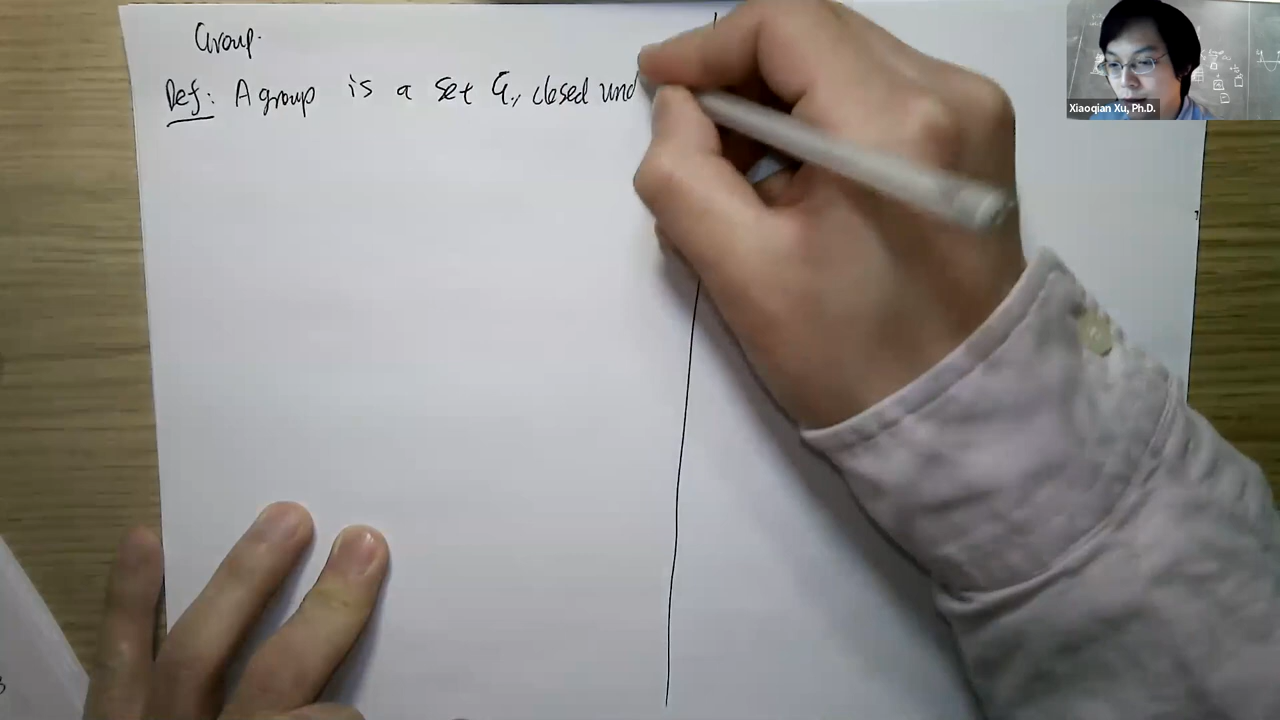 Group.
Def: A group is a set G, closed und
Xiaoqian Xu, Ph.D.